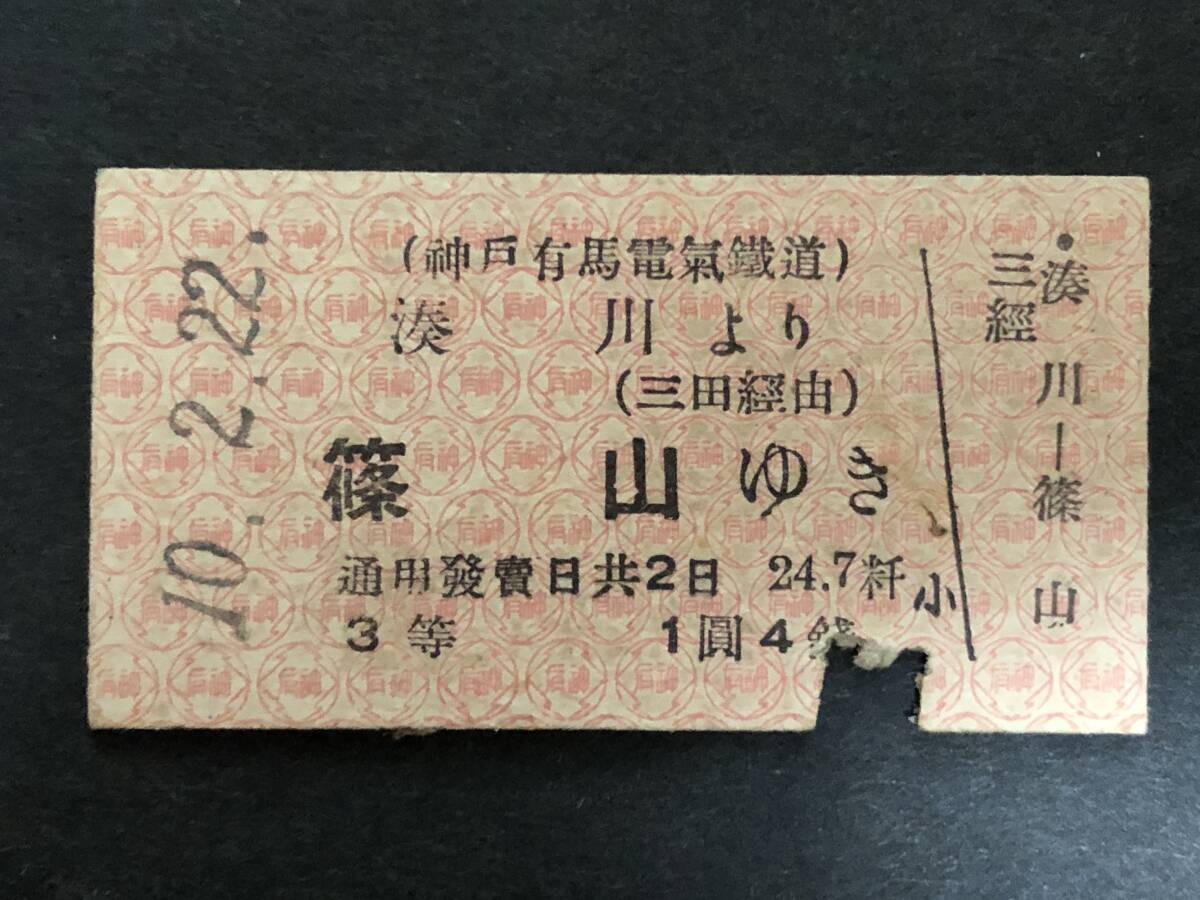 (神戶有馬電氣鐵道)
湊 川より
(三田經由)
篠 山ゆき
通用發賣日共2日 24.7粁
3等 1圓4錢
小
湊川―篠山
三經
10.2.22.